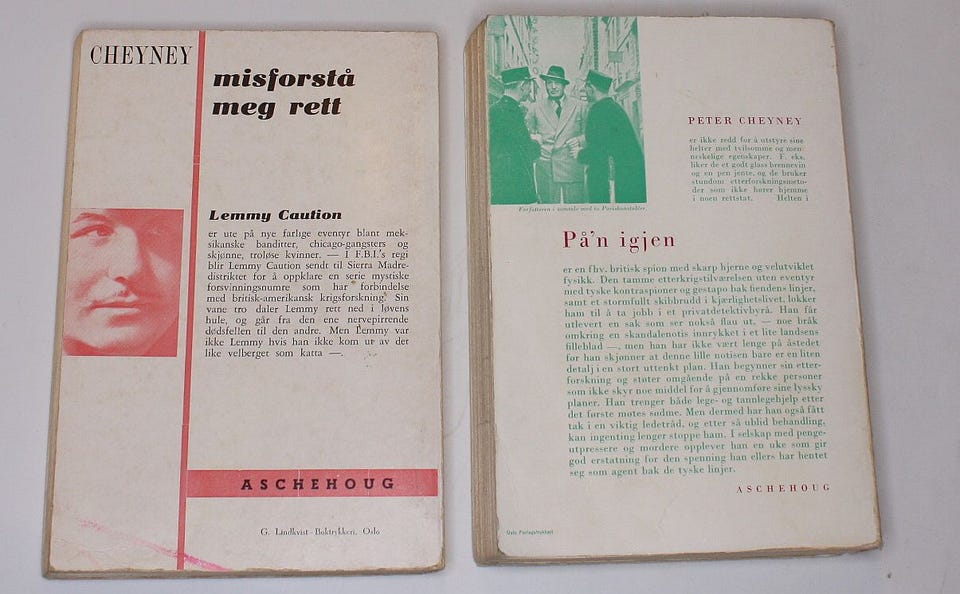 CHEYNEY
misforstå
meg rett
Lemmy Caution
er ute på nye farlige eventyr blant mek-
sikanske banditter, chicago-gangsters og
skjønne, troløse kvinner. — I F.B.I.'s regi
blir Lemmy Caution sendt til Sierra Madre-
distriktet for å oppklare en serie mystiske
forsvinningsnumre som har forbindelse
med britisk-amerikansk krigsforskning. Sin
vane tro daler Lemmy rett ned i løvens
hule, og går fra den ene nervepirrende
dødsfellen til den andre. Men Lemmy var
ikke Lemmy hvis han ikke kom ut av det
like velberget som katta —.
ASCHEHOUG
G. Lindkvist - Boktrykkeri, Oslo
Forfatteren i samtale med to Pariskonstabler.
PETER CHEYNEY
er ikke redd for å utstyre sine
helter med tvilsomme og men-
neskelige egenskaper. F. eks.
liker de et godt glass brennevin
og en pen jente, og de bruker
stundom etterforskningsmeto-
der som ikke hører hjemme
i noen rettstat. Helten i
På'n igjen
er en fhv. britisk spion med skarp hjerne og velutviklet
fysikk. Den tamme etterkrigstilværelsen uten eventyr
med tyske kontraspioner og gestapo bak fiendens linjer,
samt et stormfullt skibbrudd i kjærlighetslivet, lokker
ham til å ta jobb i et privatdetektivbyrå. Han får
utlevert en sak som ser nokså flau ut, — noe bråk
omkring en skandalenotis innrykket i et lite landsens
filleblad —, men han har ikke vært lenge på åstedet
før han skjønner at denne lille notisen bare er en liten
detalj i en stort uttenkt plan. Han begynner sin etter-
forskning og støter omgående på en rekke personer
som ikke skyr noe middel for å gjennomføre sine lyssky
planer. Han trenger både lege- og tannlegehjelp etter
det første møtes sødme. Men dermed har han også fått
tak i en viktig ledetråd, og etter så ublid behandling,
kan ingenting lenger stoppe ham. I selskap med penge-
utpressere og mordere opplever han en uke som gir
god erstatning for den spenning han ellers har hentet
seg som agent bak de tyske linjer.
ASCHEHOUG